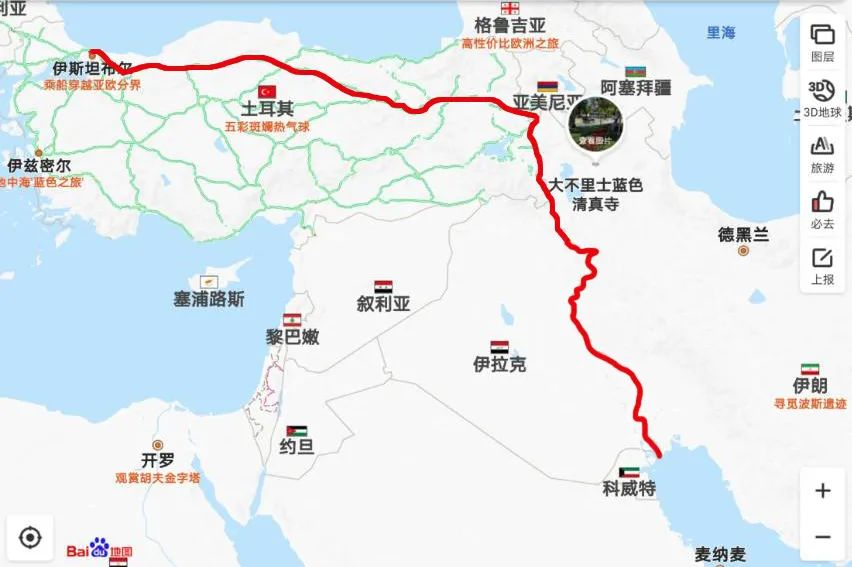 利亚
格鲁吉亚
高性价比欧洲之旅
里海
图层
伊斯坦布尔
乘船穿越亚欧分界
土耳其
五彩斑斓热气球
亚美尼亚
阿塞拜疆
查看图片
3D
3D地球
伊兹密尔
地中海'蓝色之旅'
大不里士蓝色
清真寺
旅游
必去
德黑兰
上报
塞浦路斯
叙利亚
黎巴嫩
伊拉克
伊朗
寻觅波斯遗迹
约旦
开罗
观赏胡夫金字塔
科威特
Bai du 地图
麦纳麦